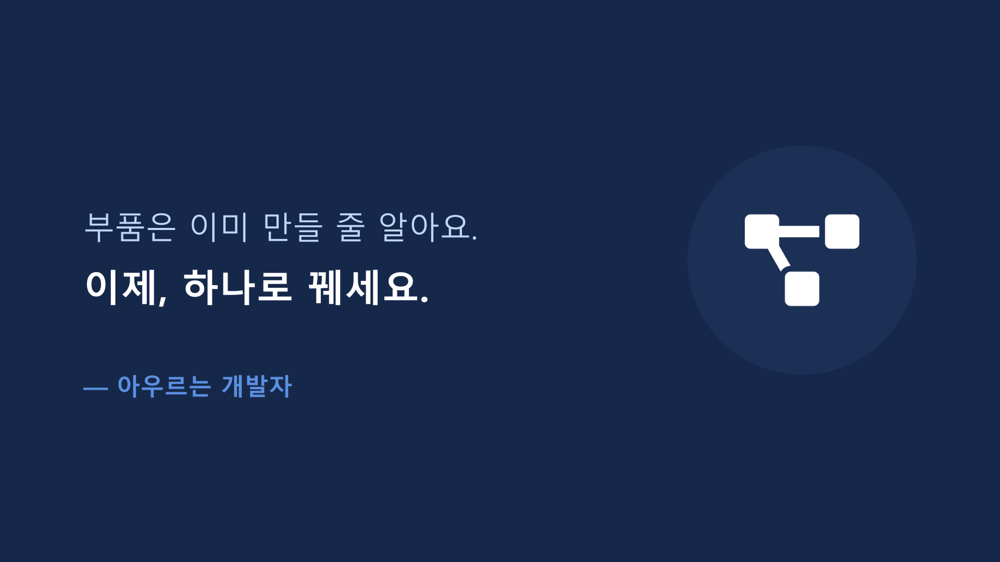 부품은 이미 만들 줄 알아요.
이제, 하나로 꿰세요.
— 아우르는 개발자